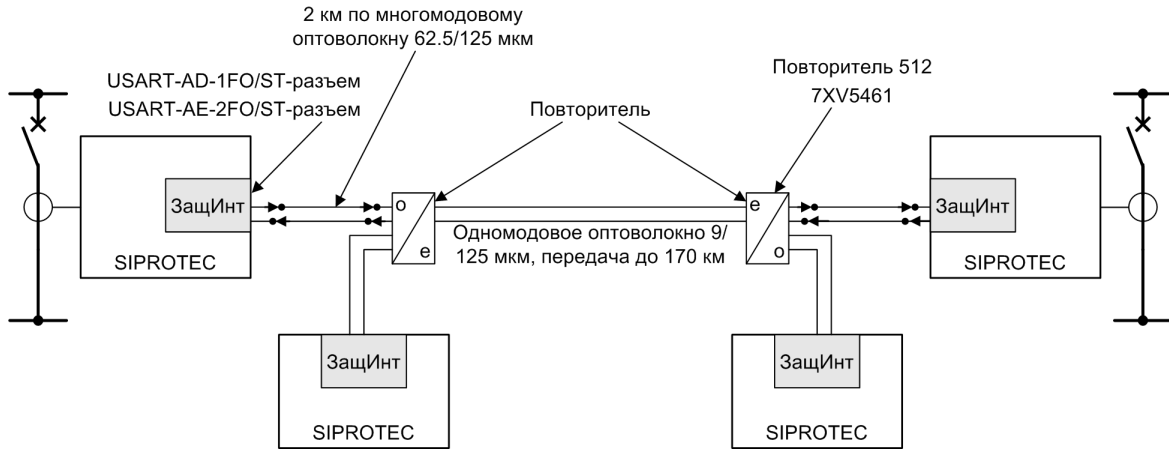 2 км по многомодовому
оптоволокну 62.5/125 мкм
USART-AD-1FO/ST-разъем
USART-AE-2FO/ST-разъем
Повторитель
Повторитель 512
7XV5461
ЗащИнт
SIPROTEC
o
e
Одномодовое оптоволокно 9/
125 мкм, передача до 170 км
e
o
ЗащИнт
SIPROTEC
ЗащИнт
SIPROTEC
ЗащИнт
SIPROTEC